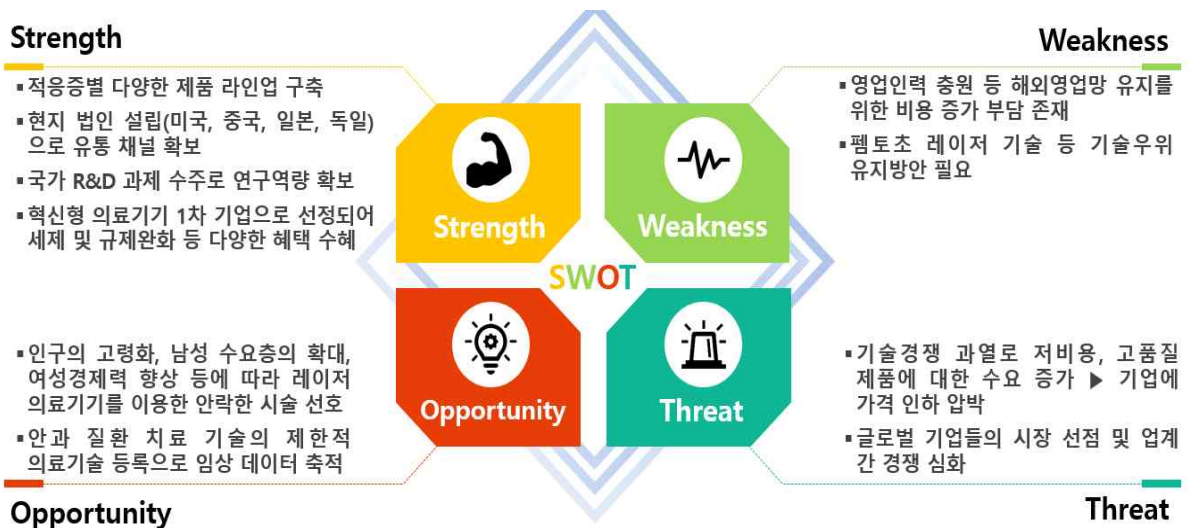 Strength
▪적응증별 다양한 제품 라인업 구축
▪현지 법인 설립(미국, 중국, 일본, 독일)
으로 유통 채널 확보
▪국가 R&D 과제 수주로 연구역량 확보
▪혁신형 의료기기 1차 기업으로 선정되어
세제 및 규제완화 등 다양한 혜택 수혜
Weakness
▪영업인력 충원 등 해외영업망 유지를
위한 비용 증가 부담 존재
▪펨토초 레이저 기술 등 기술우위
유지방안 필요
Strength
Weakness
SWOT
Opportunity
Threat
▪인구의 고령화, 남성 수요층의 확대,
여성경제력 향상 등에 따라 레이저
의료기기를 이용한 안락한 시술 선호
▪안과 질환 치료 기술의 제한적
의료기술 등록으로 임상 데이터 축적
Opportunity
▪기술경쟁 과열로 저비용, 고품질
제품에 대한 수요 증가 ▶ 기업에
가격 인하 압박
▪글로벌 기업들의 시장 선점 및 업계
간 경쟁 심화
Threat